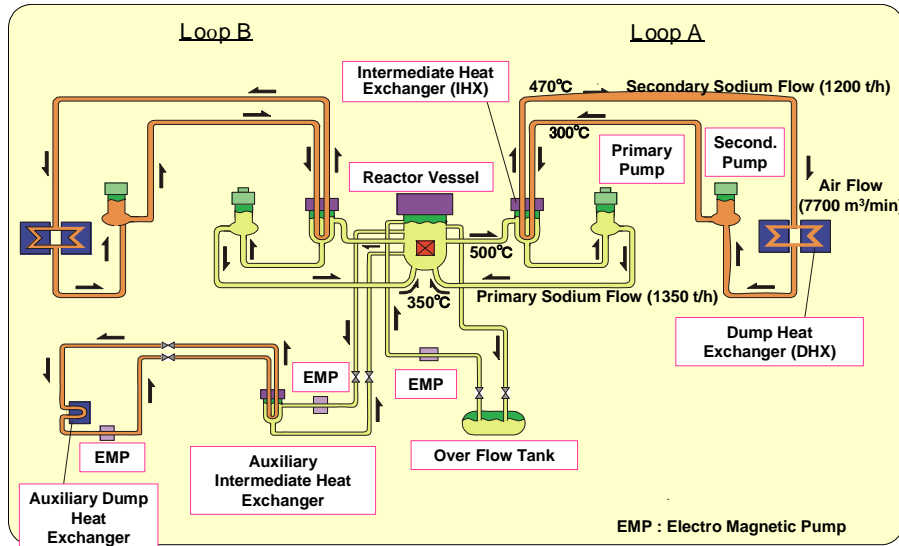 Loop B
Loop A
Intermediate Heat
Exchanger (IHX)
470℃
Secondary Sodium Flow (1200 t/h)
300℃
Primary
Pump
Second.
Pump
Reactor Vessel
Air Flow
(7700 m³/min)
500℃
350℃
Primary Sodium Flow (1350 t/h)
Dump Heat
Exchanger (DHX)
EMP
EMP
EMP
Auxiliary
Intermediate Heat
Exchanger
Over Flow Tank
Auxiliary Dump
Heat
Exchanger
EMP : Electro Magnetic Pump